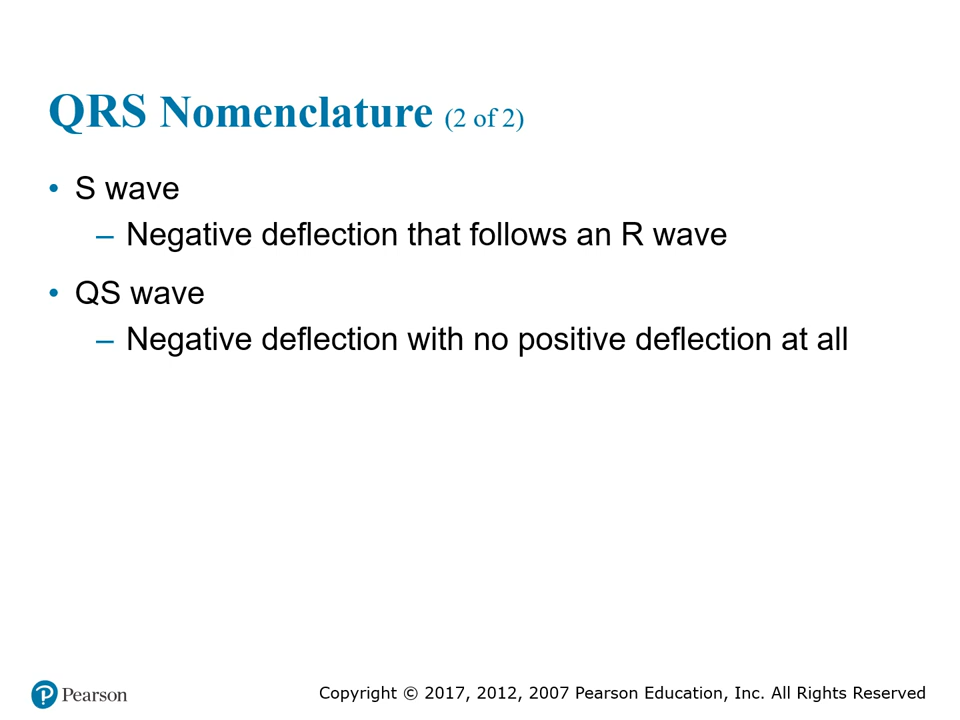 QRS Nomenclature (2 of 2)
• S wave
– Negative deflection that follows an R wave
• QS wave
– Negative deflection with no positive deflection at all
Pearson
Copyright © 2017, 2012, 2007 Pearson Education, Inc. All Rights Reserved